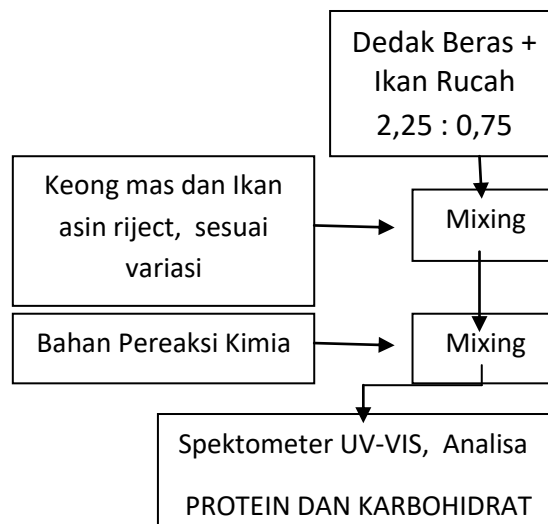 Dedak Beras +
Ikan Rucah
2,25 : 0,75
Keong mas dan Ikan
asin riject, sesuai
variasi
Mixing
Bahan Pereaksi Kimia
Mixing
Spektometer UV-VIS, Analisa
PROTEIN DAN KARBOHIDRAT